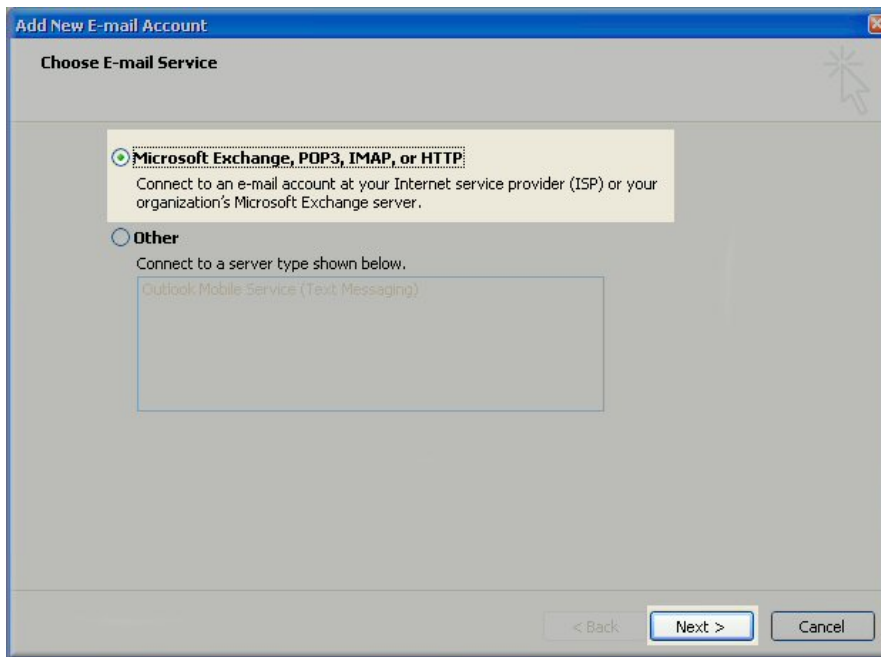 Add New E-mail Account
Choose E-mail Service
Microsoft Exchange, POP3, IMAP, or HTTP
Connect to an e-mail account at your Internet service provider (ISP) or your
organization's Microsoft Exchange server.
Other
Connect to a server type shown below.
Outlook Mobile Service (Text Messaging)
< Back Next > Cancel